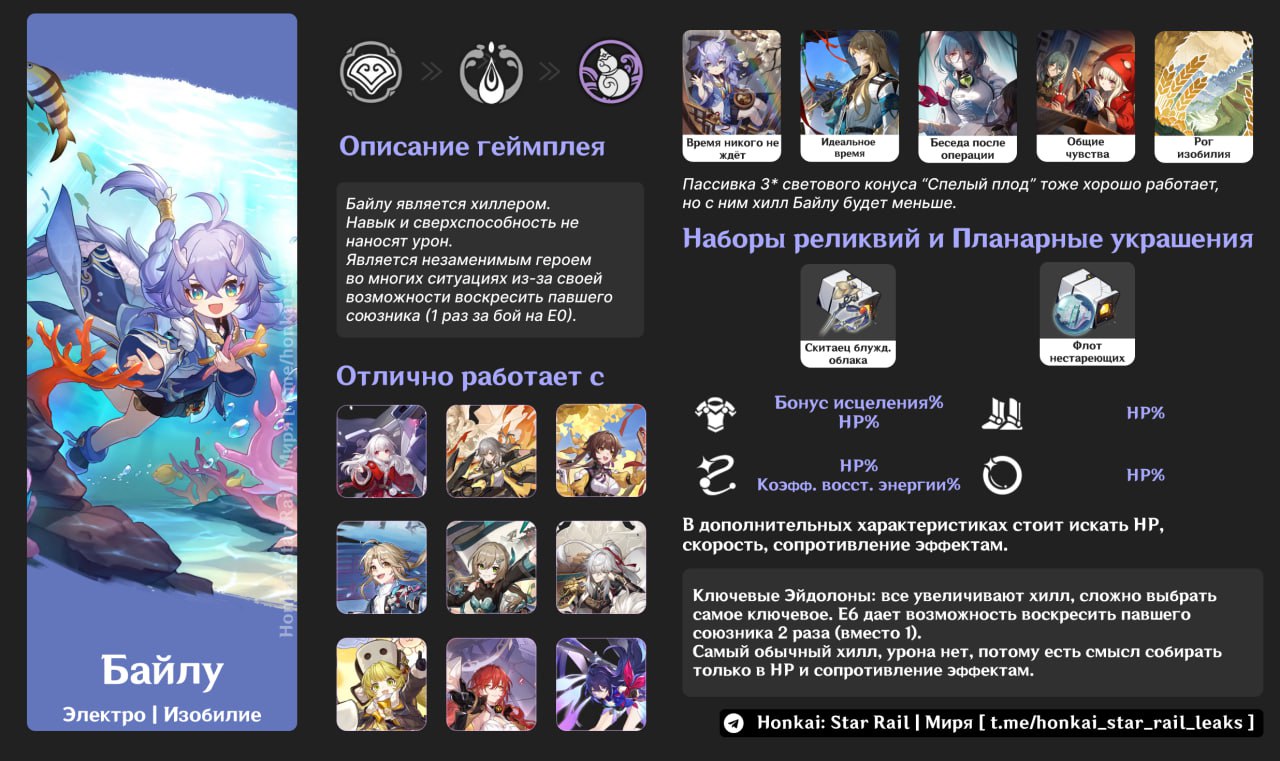 Байлу
Электро | Изобилие
Описание геймплея
Байлу является хиллером.
Навык и сверхспособность не
наносят урон.
Является незаменимым героем
во многих ситуациях из-за своей
возможности воскресить павшего
союзника (1 раз за бой на Е0).
Отлично работает с
Время никого не
ждёт
Идеальное
время
Беседа после
операции
Общие
чувства
Рог
изобилия
Пассивка 3* светового конуса “Спелый плод” тоже хорошо работает,
но с ним хилл Байлу будет меньше.
Наборы реликвий и Планарные украшения
Скитаец блужд.
облака
Флот
нестареющих
Бонус исцеления%
HP%
HP%
HP%
Коэфф. восст. энергии%
HP%
В дополнительных характеристиках стоит искать HP,
скорость, сопротивление эффектам.
Ключевые Эйдолоны: все увеличивают хилл, сложно выбрать
самое ключевое. Е6 дает возможность воскресить павшего
союзника 2 раза (вместо 1).
Самый обычный хилл, урона нет, потому есть смысл собирать
только в HP и сопротивление эффектам.
Honkai: Star Rail | Миря [ t.me/honkai_star_rail_leaks ]